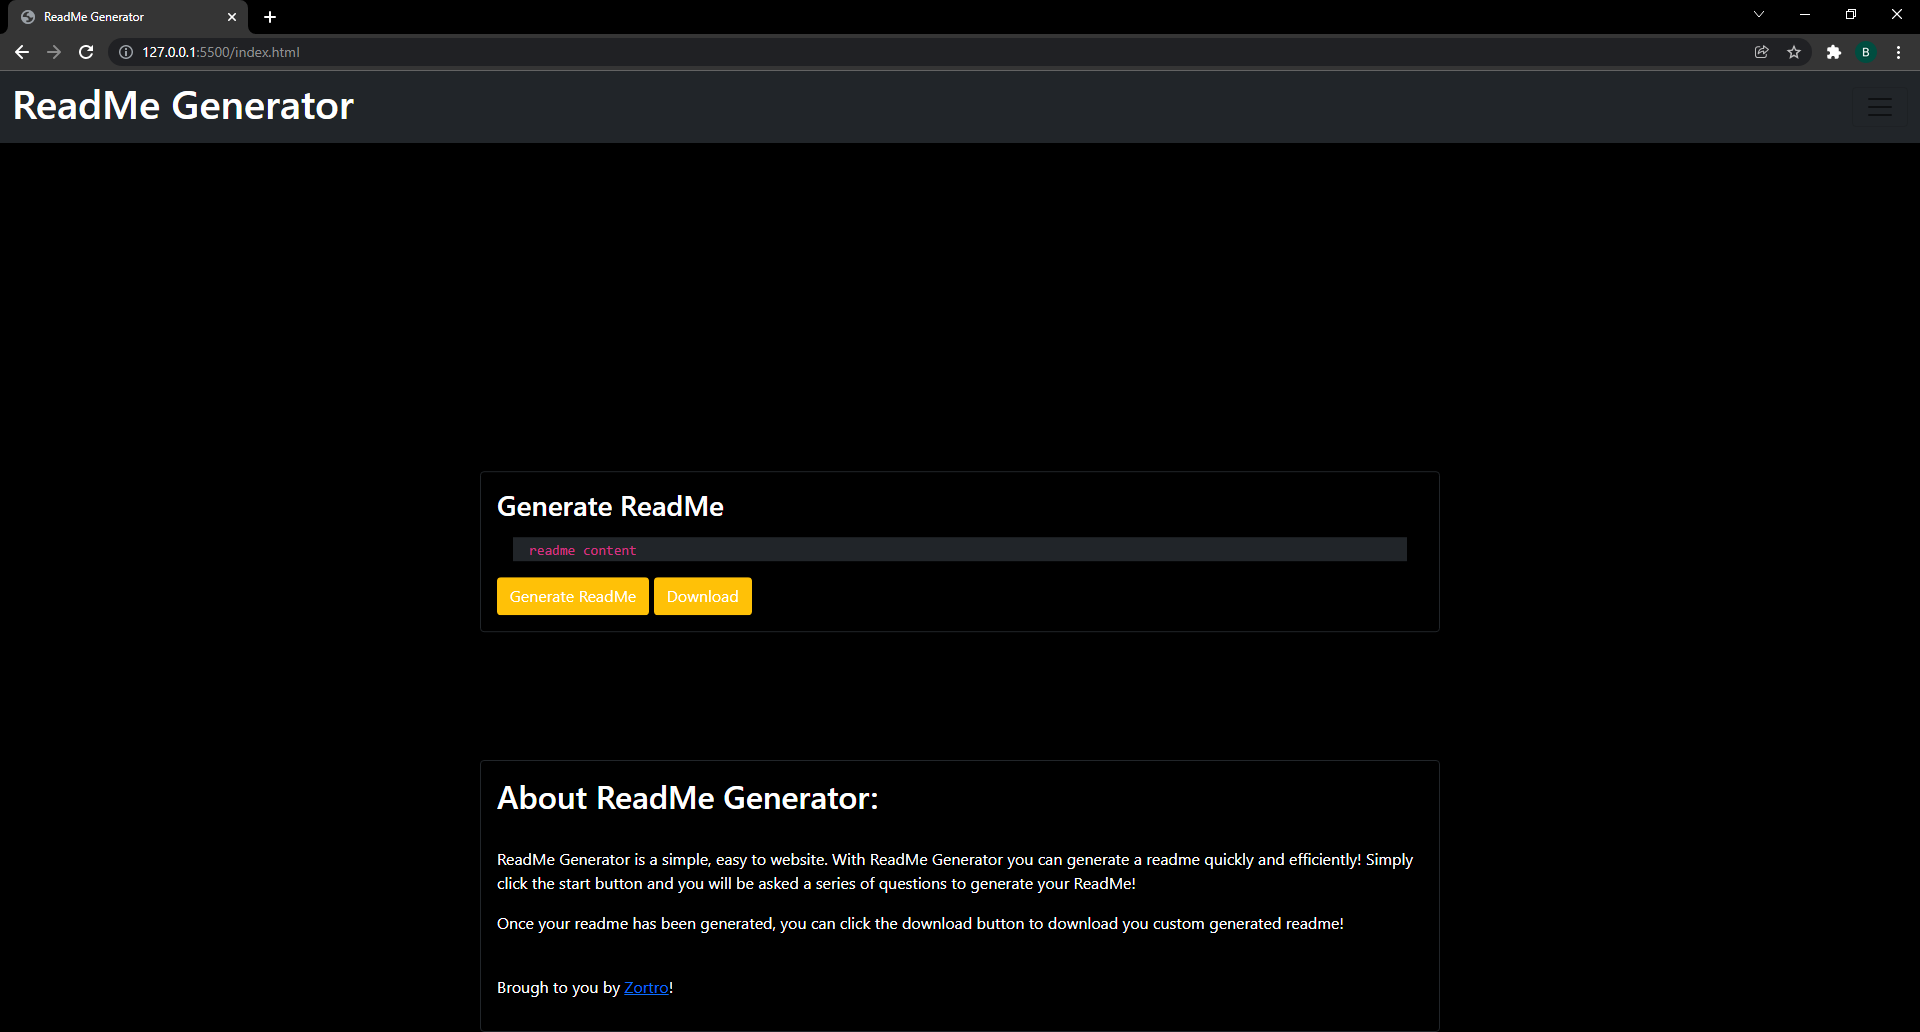 ReadMe Generator
127.0.0.1:5500/index.html
B
ReadMe Generator
Generate ReadMe
readme content
Generate ReadMe Download
About ReadMe Generator:
ReadMe Generator is a simple, easy to website. With ReadMe Generator you can generate a readme quickly and efficiently! Simply
click the start button and you will be asked a series of questions to generate your ReadMe!
Once your readme has been generated, you can click the download button to download you custom generated readme!
Brough to you by Zortro!